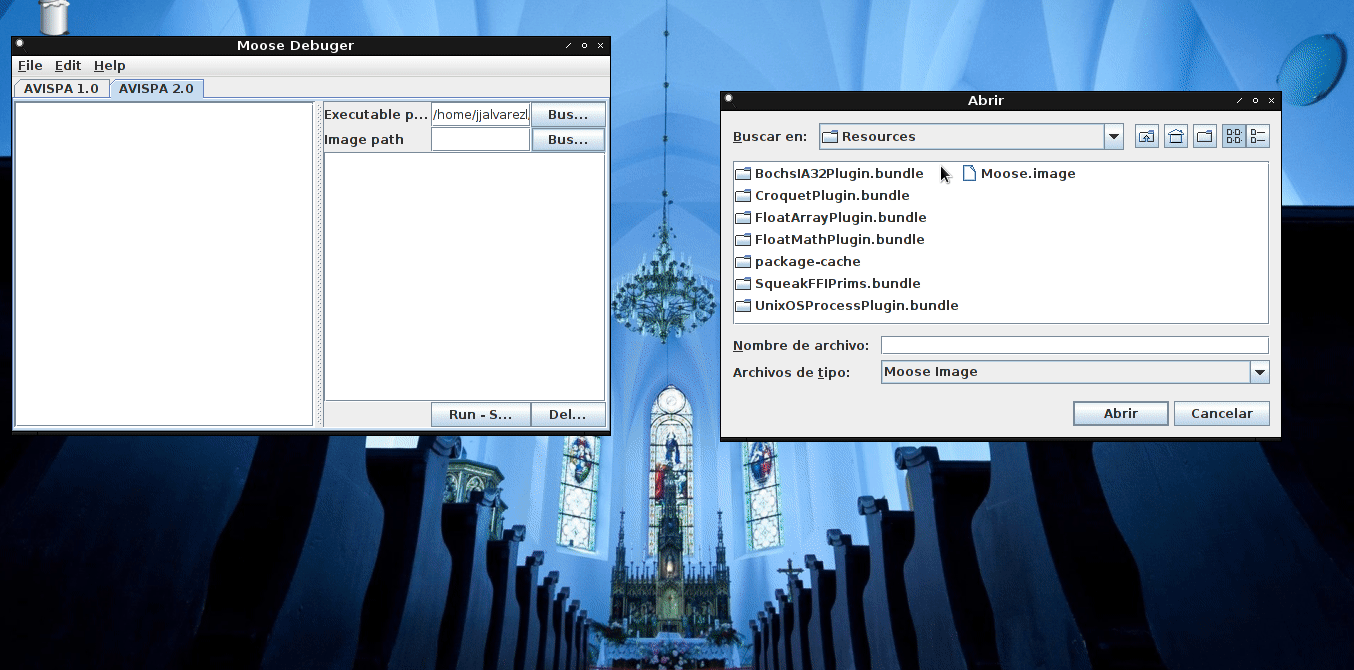 Moose Debuger
File Edit Help
AVISPA 1.0 AVISPA 2.0
Executable p... /home/jjalvarezl, Bus...
Image path Bus...
Run - S... Del...
Abrir
Buscar en: Resources
BochsIA32Plugin.bundle Moose.image
CroquetPlugin.bundle
FloatArrayPlugin.bundle
FloatMathPlugin.bundle
package-cache
SqueakFFIPrims.bundle
UnixOSProcessPlugin.bundle
Nombre de archivo:
Archivos de tipo: Moose Image
Abrir Cancelar